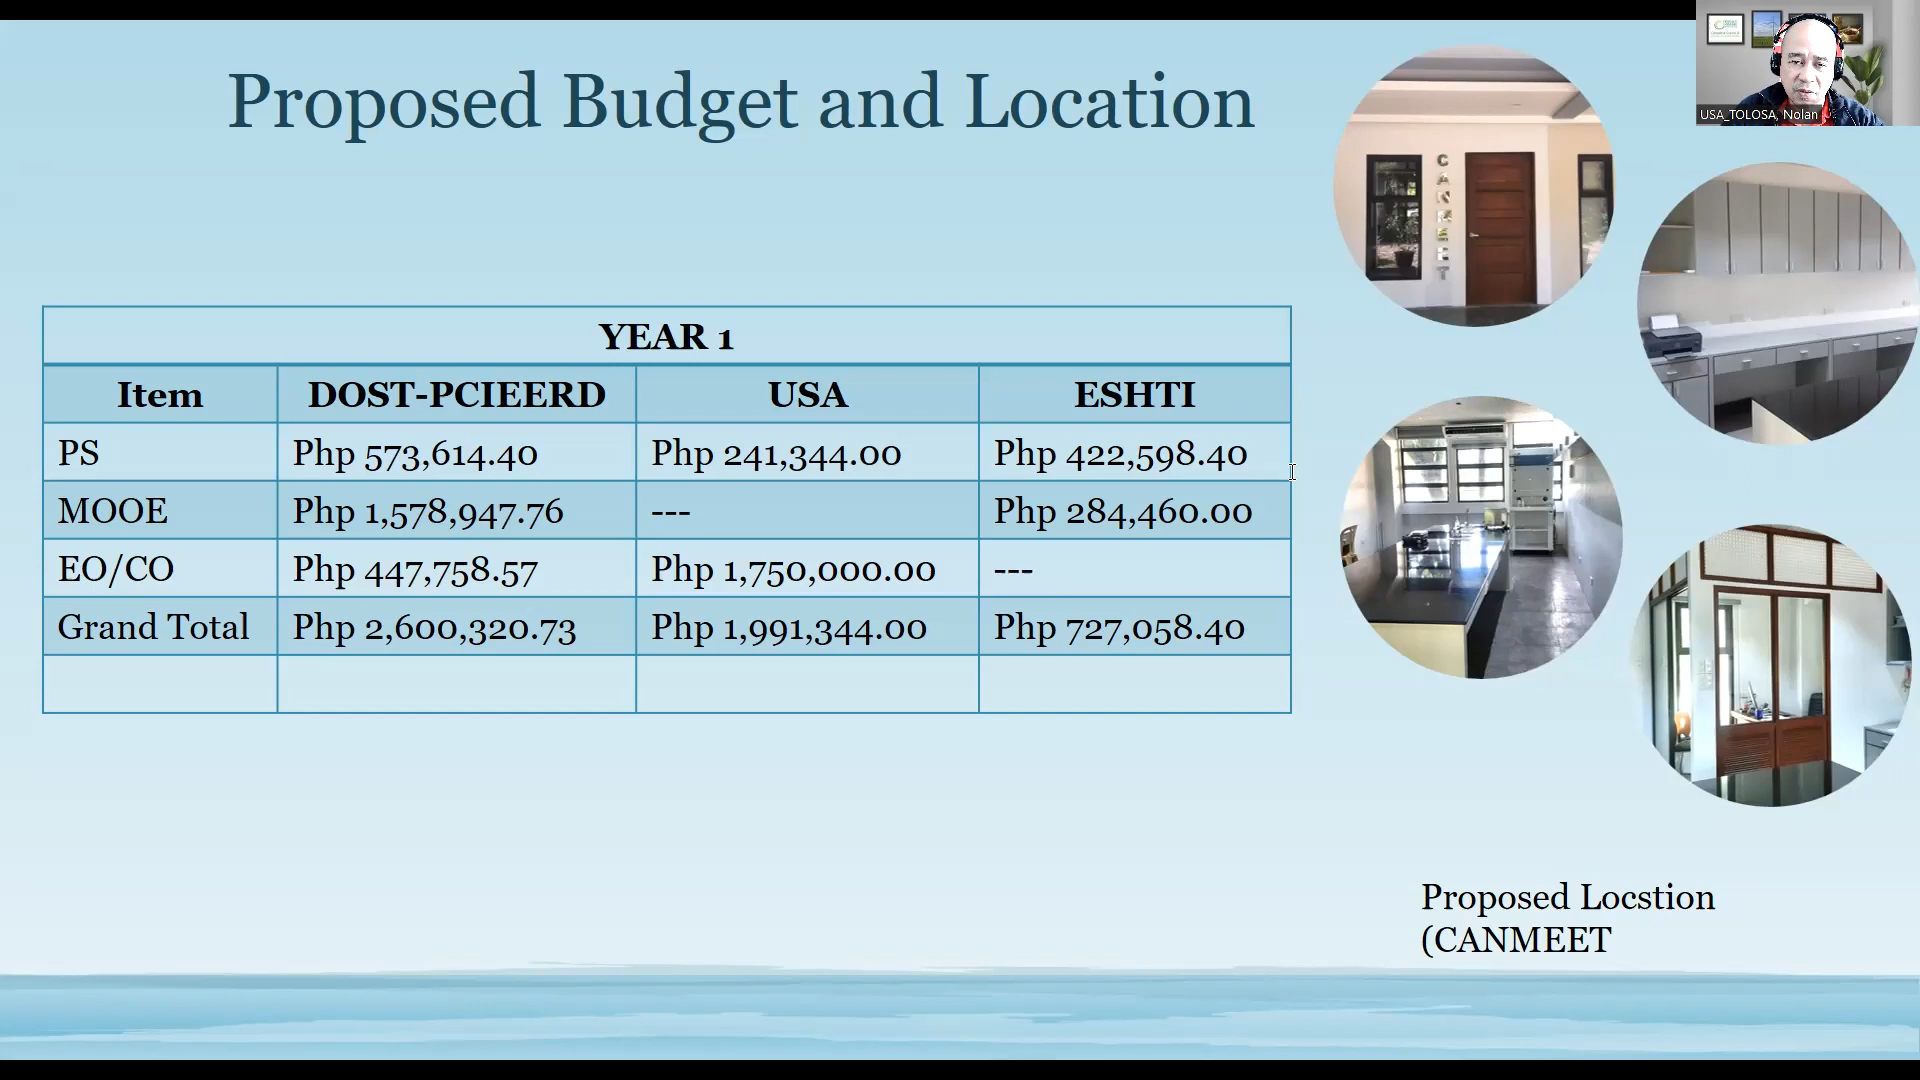 Proposed Budget and Location
USA_TOLOSA, Nolan
CANMEET
YEAR 1
Item DOST-PCIEERD USA ESHTI
PS Php 573,614.40 Php 241,344.00 Php 422,598.40
MOOE Php 1,578,947.76 --- Php 284,460.00
EO/CO Php 447,758.57 Php 1,750,000.00 ---
Grand Total Php 2,600,320.73 Php 1,991,344.00 Php 727,058.40
Proposed Locstion
(CANMEET